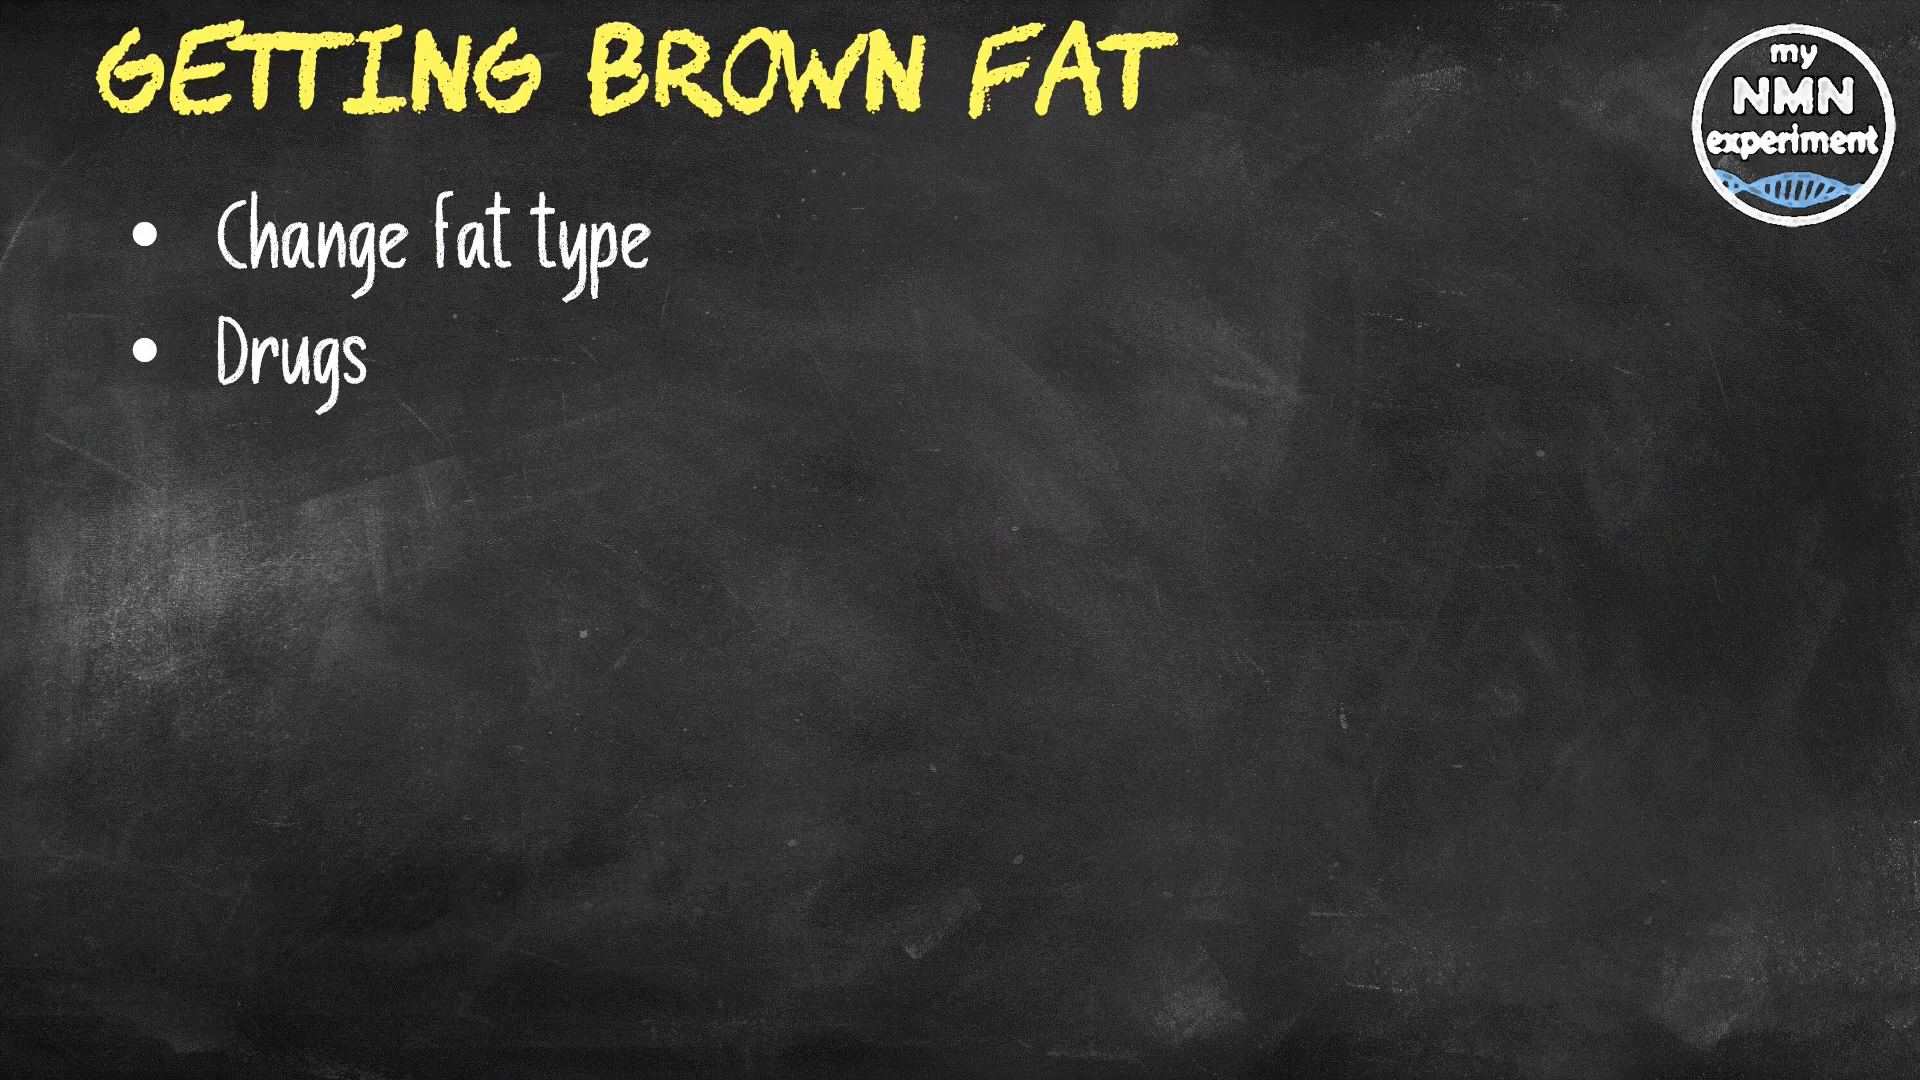 GETTING BROWN FAT
my
NMN
experiment
• Change fat type
• Drugs